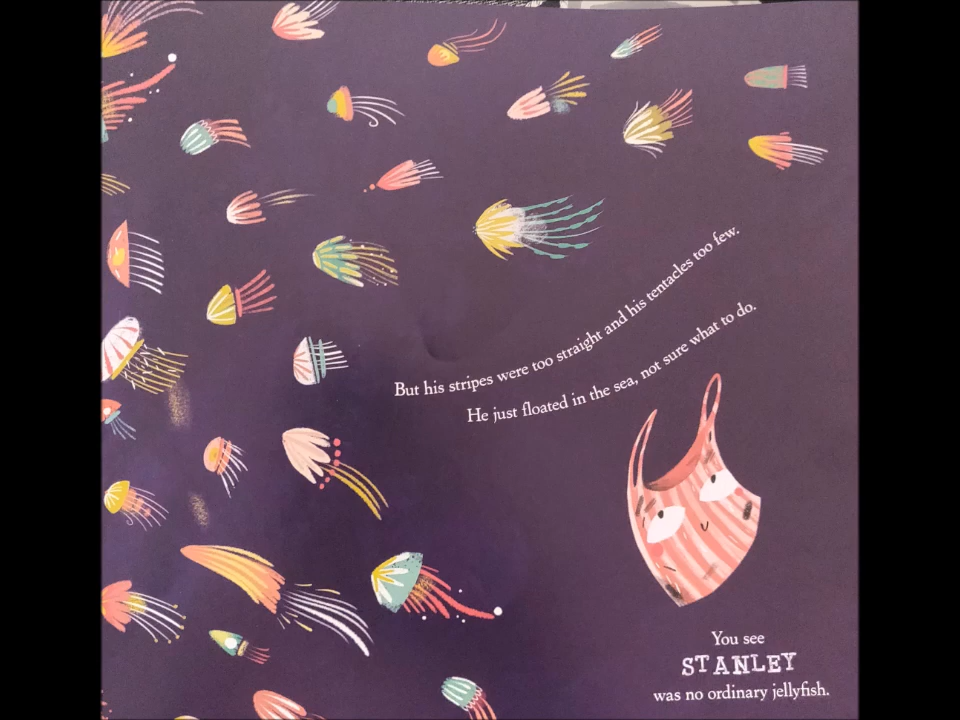 But his stripes were too straight and his tentacles too few.
He just floated in the sea, not sure what to do.
You see
STANLEY
was no ordinary jellyfish.